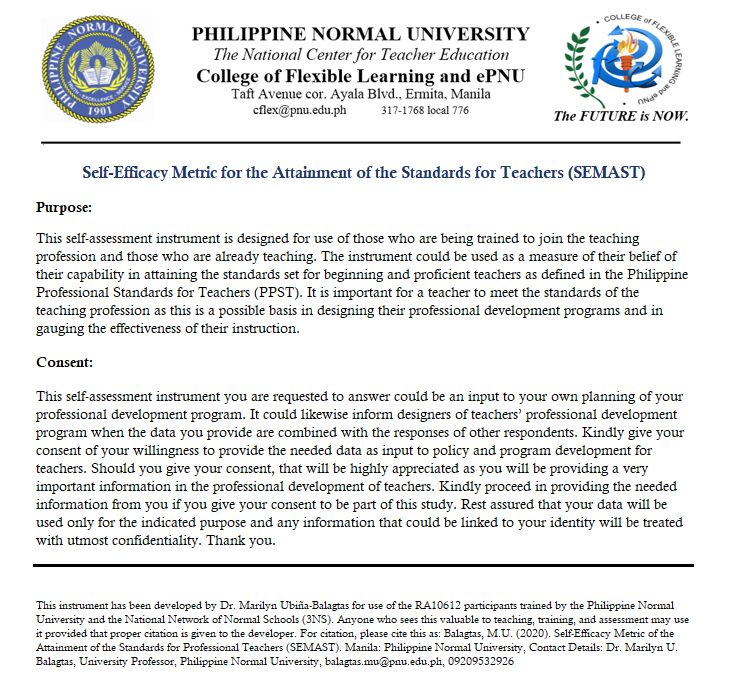 PHILIPPINE NORMAL UNIVERSITY
The National Center for Teacher Education
College of Flexible Learning and ePNU
Taft Avenue cor. Ayala Blvd., Ermita, Manila
cflex@pnu.edu.ph 317-1768 local 776
PHILIPPINE NORMAL UNIVERSITY
1901
COLLEGE of FLEXIBLE LEARNING and ePNU
The FUTURE is NOW.
Self-Efficacy Metric for the Attainment of the Standards for Teachers (SEMAST)
Purpose:
This self-assessment instrument is designed for use of those who are being trained to join the teaching
profession and those who are already teaching. The instrument could be used as a measure of their belief of
their capability in attaining the standards set for beginning and proficient teachers as defined in the Philippine
Professional Standards for Teachers (PPST). It is important for a teacher to meet the standards of the
teaching profession as this is a possible basis in designing their professional development programs and in
gauging the effectiveness of their instruction.
Consent:
This self-assessment instrument you are requested to answer could be an input to your own planning of your
professional development program. It could likewise inform designers of teachers’ professional development
program when the data you provide are combined with the responses of other respondents. Kindly give your
consent of your willingness to provide the needed data as input to policy and program development for
teachers. Should you give your consent, that will be highly appreciated as you will be providing a very
important information in the professional development of teachers. Kindly proceed in providing the needed
information from you if you give your consent to be part of this study. Rest assured that your data will be
used only for the indicated purpose and any information that could be linked to your identity will be treated
with utmost confidentiality. Thank you.
This instrument has been developed by Dr. Marilyn Ubiña-Balagtas for use of the RA10612 participants trained by the Philippine Normal
University and the National Network of Normal Schools (3NS). Anyone who sees this valuable to teaching, training, and assessment may use
it provided that proper citation is given to the developer. For citation, please cite this as: Balagtas, M.U. (2020). Self-Efficacy Metric of the
Attainment of the Standards for Professional Teachers (SEMAST). Manila: Philippine Normal University, Contact Details: Dr. Marilyn U.
Balagtas, University Professor, Philippine Normal University, balagtas.mu@pnu.edu.ph, 09209532926